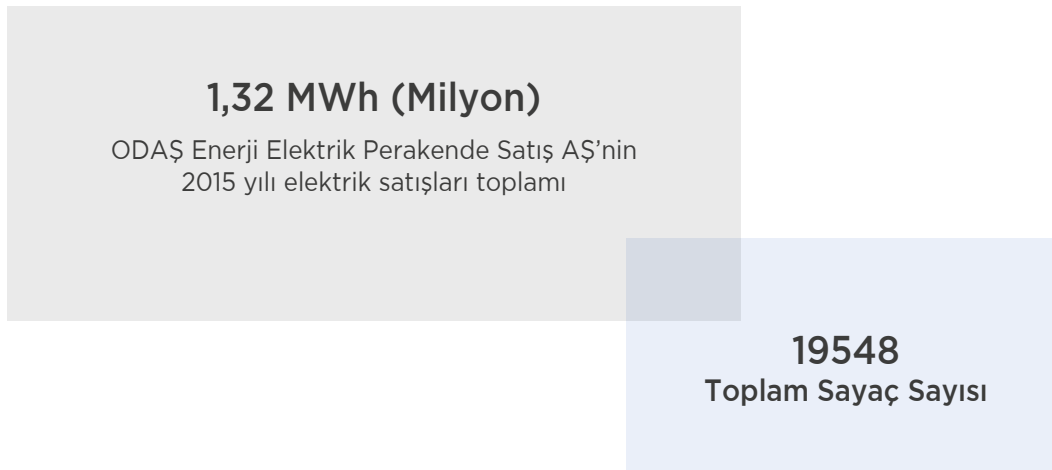 1,32 MWh (Milyon)
ODAŞ Enerji Elektrik Perakende Satış AŞ’nin
2015 yılı elektrik satışları toplamı
19548
Toplam Sayaç Sayısı